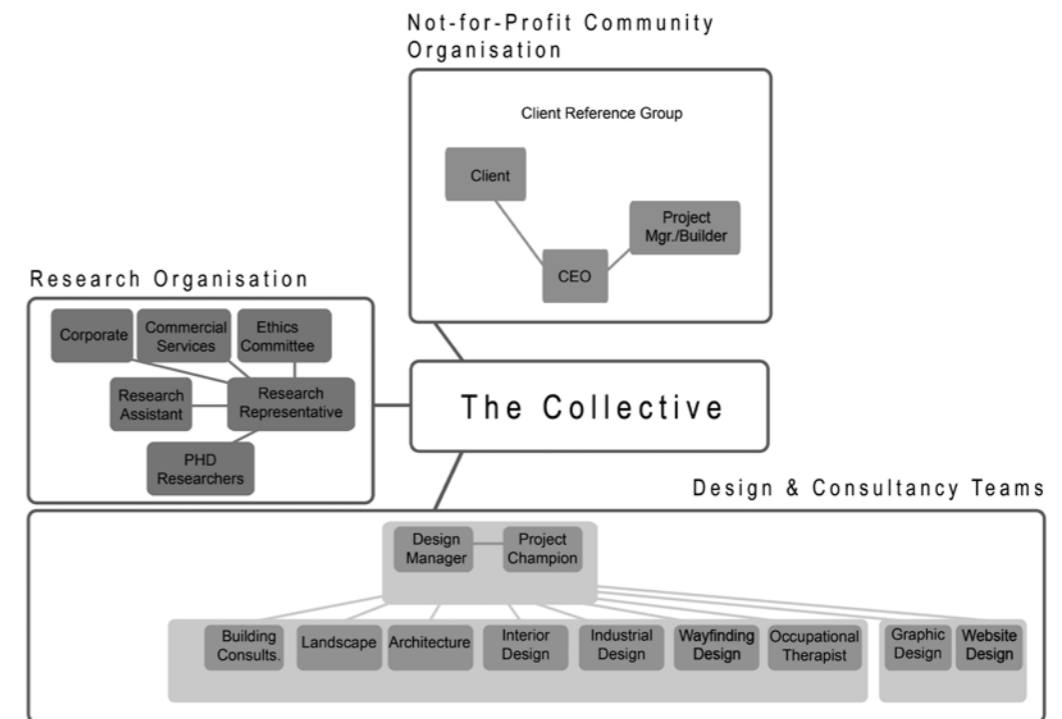 Not-for-Profit Community
Organisation
Client Reference Group
Client
Project
Mgr./Builder
CEO
Research Organisation
Corporate
Commercial
Services
Ethics
Committee
Research
Assistant
Research
Representative
PHD
Researchers
The Collective
Design & Consultancy Teams
Design
Manager
Project
Champion
Building
Consults.
Landscape
Architecture
Interior
Design
Industrial
Design
Wayfinding
Design
Occupational
Therapist
Graphic
Design
Website
Design